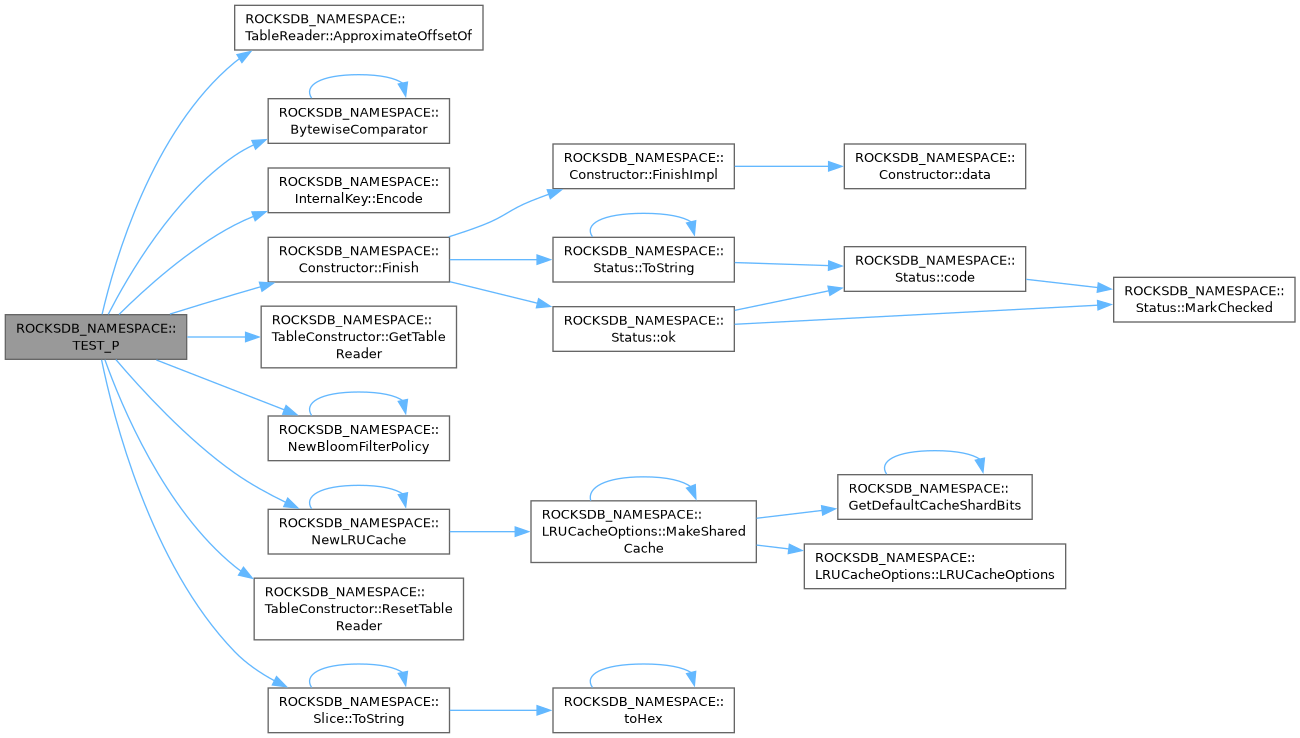 ROCKSDB_NAMESPACE::
TEST_P
ROCKSDB_NAMESPACE::
TableReader::ApproximateOffsetOf
ROCKSDB_NAMESPACE::
BytewiseComparator
ROCKSDB_NAMESPACE::
InternalKey::Encode
ROCKSDB_NAMESPACE::
Constructor::Finish
ROCKSDB_NAMESPACE::
Constructor::FinishImpl
ROCKSDB_NAMESPACE::
Constructor::data
ROCKSDB_NAMESPACE::
Status::ToString
ROCKSDB_NAMESPACE::
Status::code
ROCKSDB_NAMESPACE::
Status::MarkChecked
ROCKSDB_NAMESPACE::
Status::ok
ROCKSDB_NAMESPACE::
TableConstructor::GetTable
Reader
ROCKSDB_NAMESPACE::
NewBloomFilterPolicy
ROCKSDB_NAMESPACE::
NewLRUCache
ROCKSDB_NAMESPACE::
LRUCacheOptions::MakeShared
Cache
ROCKSDB_NAMESPACE::
GetDefaultCacheShardBits
ROCKSDB_NAMESPACE::
LRUCacheOptions::LRUCacheOptions
ROCKSDB_NAMESPACE::
TableConstructor::ResetTable
Reader
ROCKSDB_NAMESPACE::
Slice::ToString
ROCKSDB_NAMESPACE::
toHex